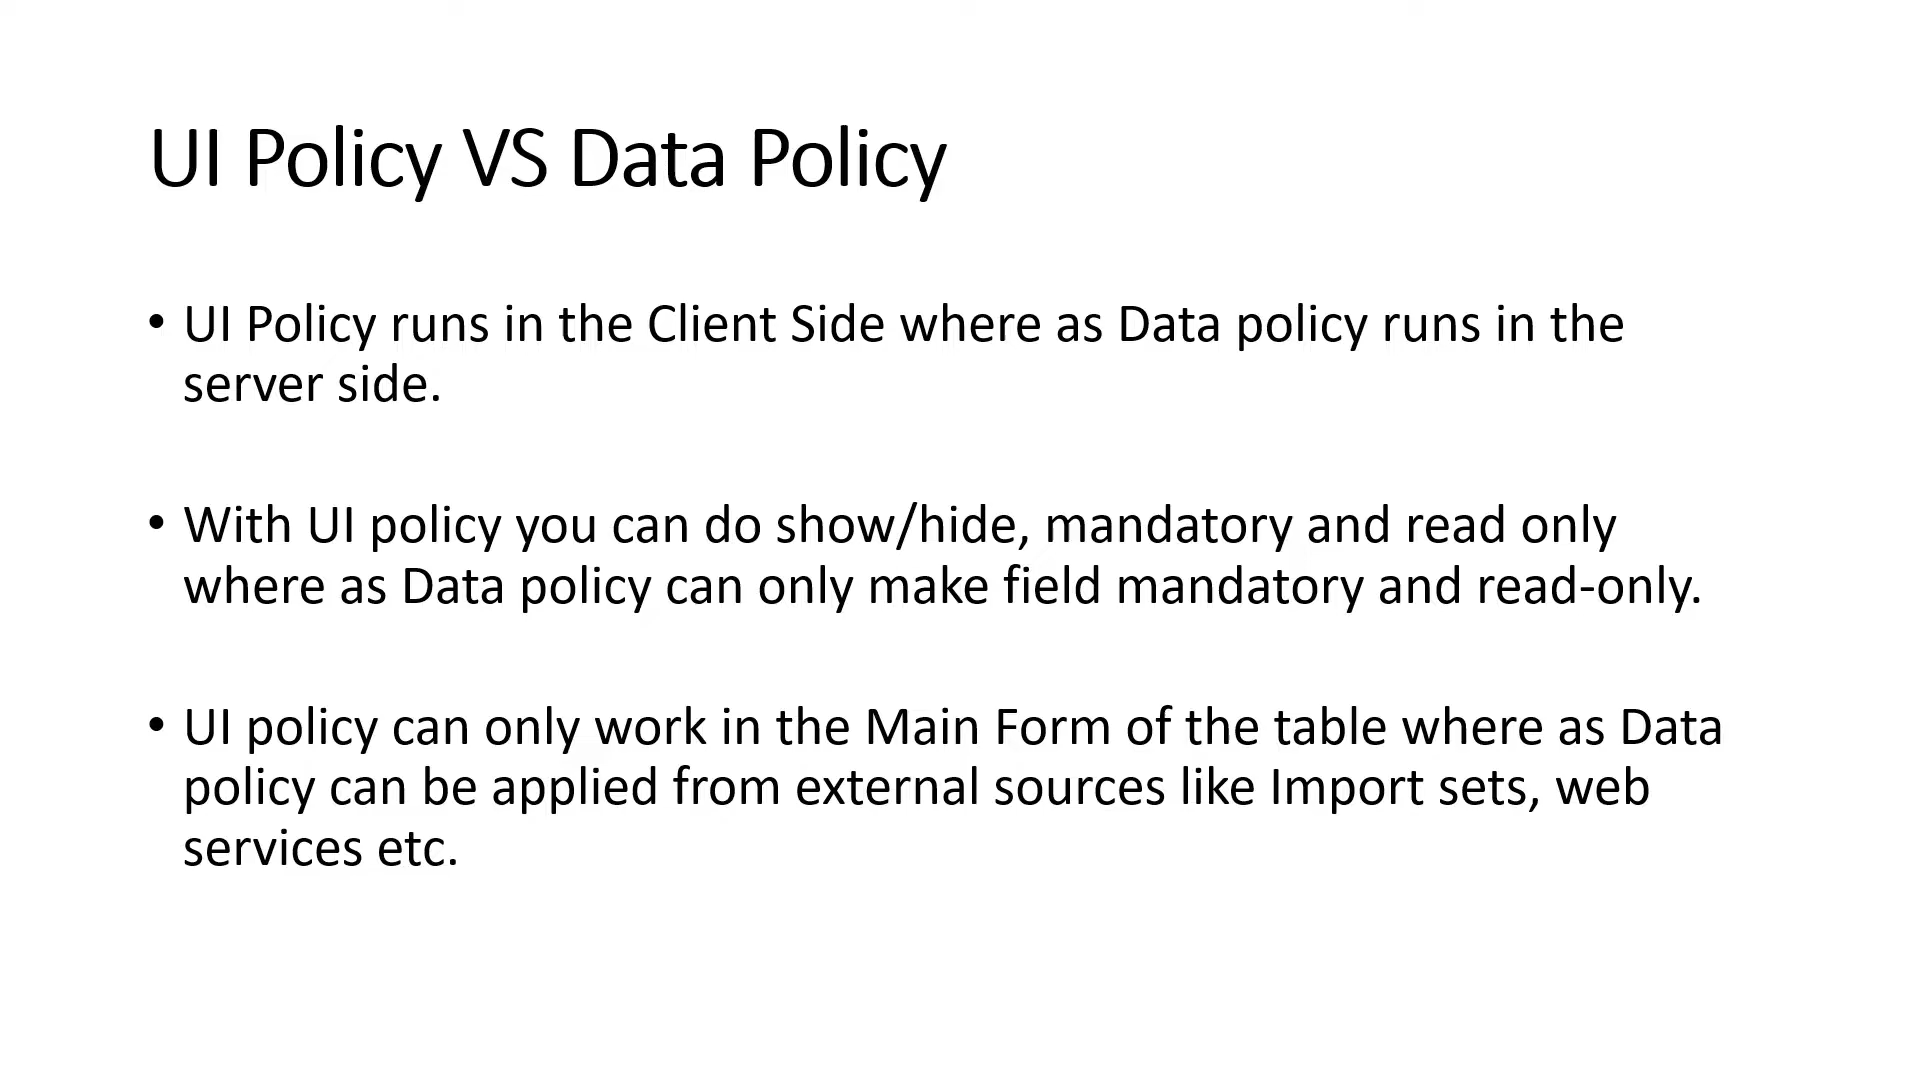 UI Policy VS Data Policy
• UI Policy runs in the Client Side where as Data policy runs in the
server side.
• With UI policy you can do show/hide, mandatory and read only
where as Data policy can only make field mandatory and read-only.
• UI policy can only work in the Main Form of the table where as Data
policy can be applied from external sources like Import sets, web
services etc.